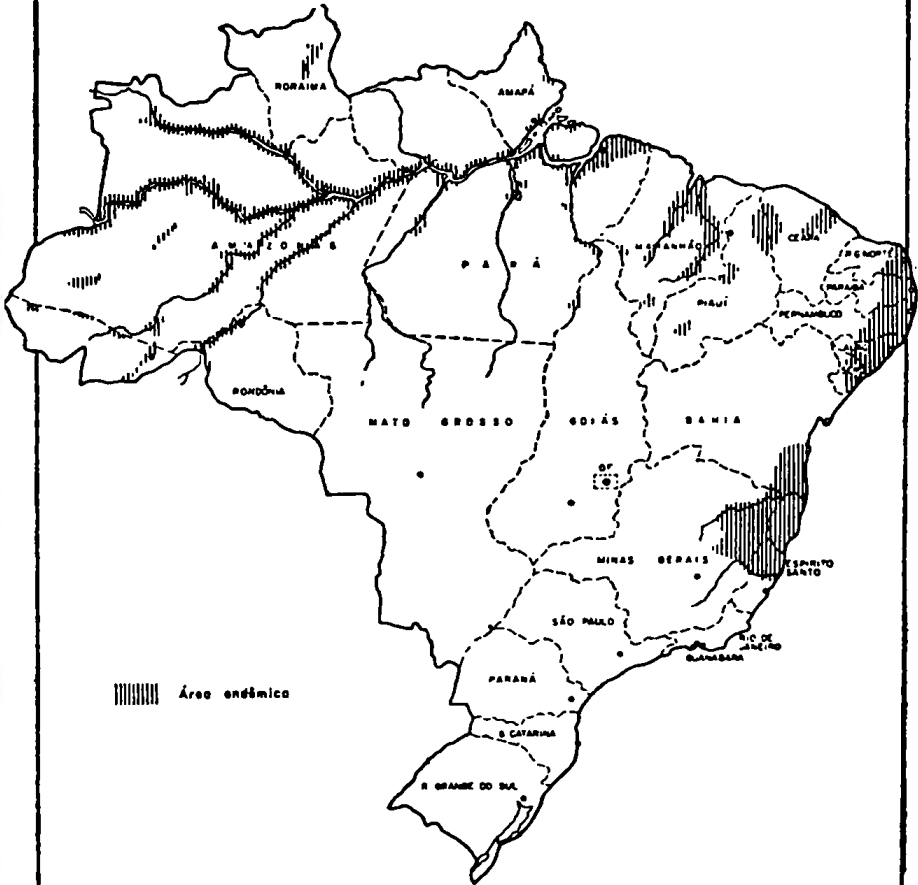 RORAIMA
AMAPÁ
AMAZONAS
PARÁ
MARANHÃO
CEARÁ
R G NORTE
PARAÍBA
PIAUÍ
PERNAMBUCO
RONDÔNIA
MATO GROSSO
GOIÁS
BAHIA
DF
MINAS GERAIS
ESPIRITO
SANTO
SÃO PAULO
RIO DE
JANEIRO
GUANABARA
PARANÁ
Área endêmica
S CATARINA
R GRANDE DO SUL